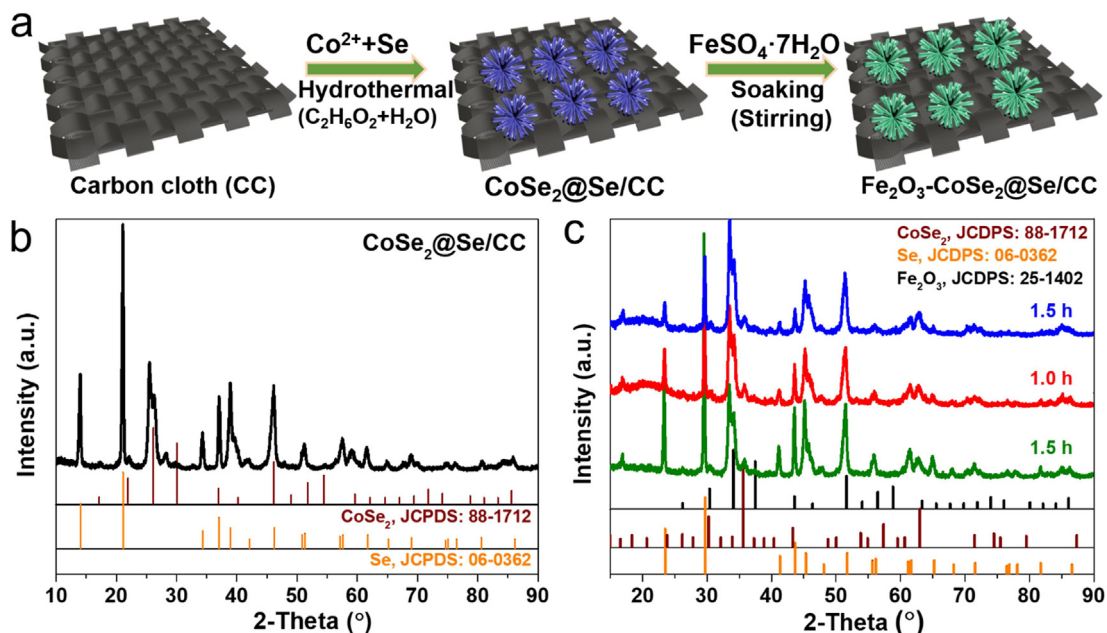 a
Co²⁺+Se
Hydrothermal
(C₂H₆O₂+H₂O)
FeSO₄·7H₂O
Soaking
(Stirring)
Carbon cloth (CC)
CoSe₂@Se/CC
Fe₂O₃-CoSe₂@Se/CC
b
CoSe₂@Se/CC
Intensity (a.u.)
CoSe₂, JCPDS: 88-1712
Se, JCPDS: 06-0362
10 20 30 40 50 60 70 80 90
2-Theta (°)
c
CoSe₂, JCDPS: 88-1712
Se, JCDPS: 06-0362
Fe₂O₃, JCDPS: 25-1402
1.5 h
1.0 h
1.5 h
Intensity (a.u.)
20 30 40 50 60 70 80 90
2-Theta (°)